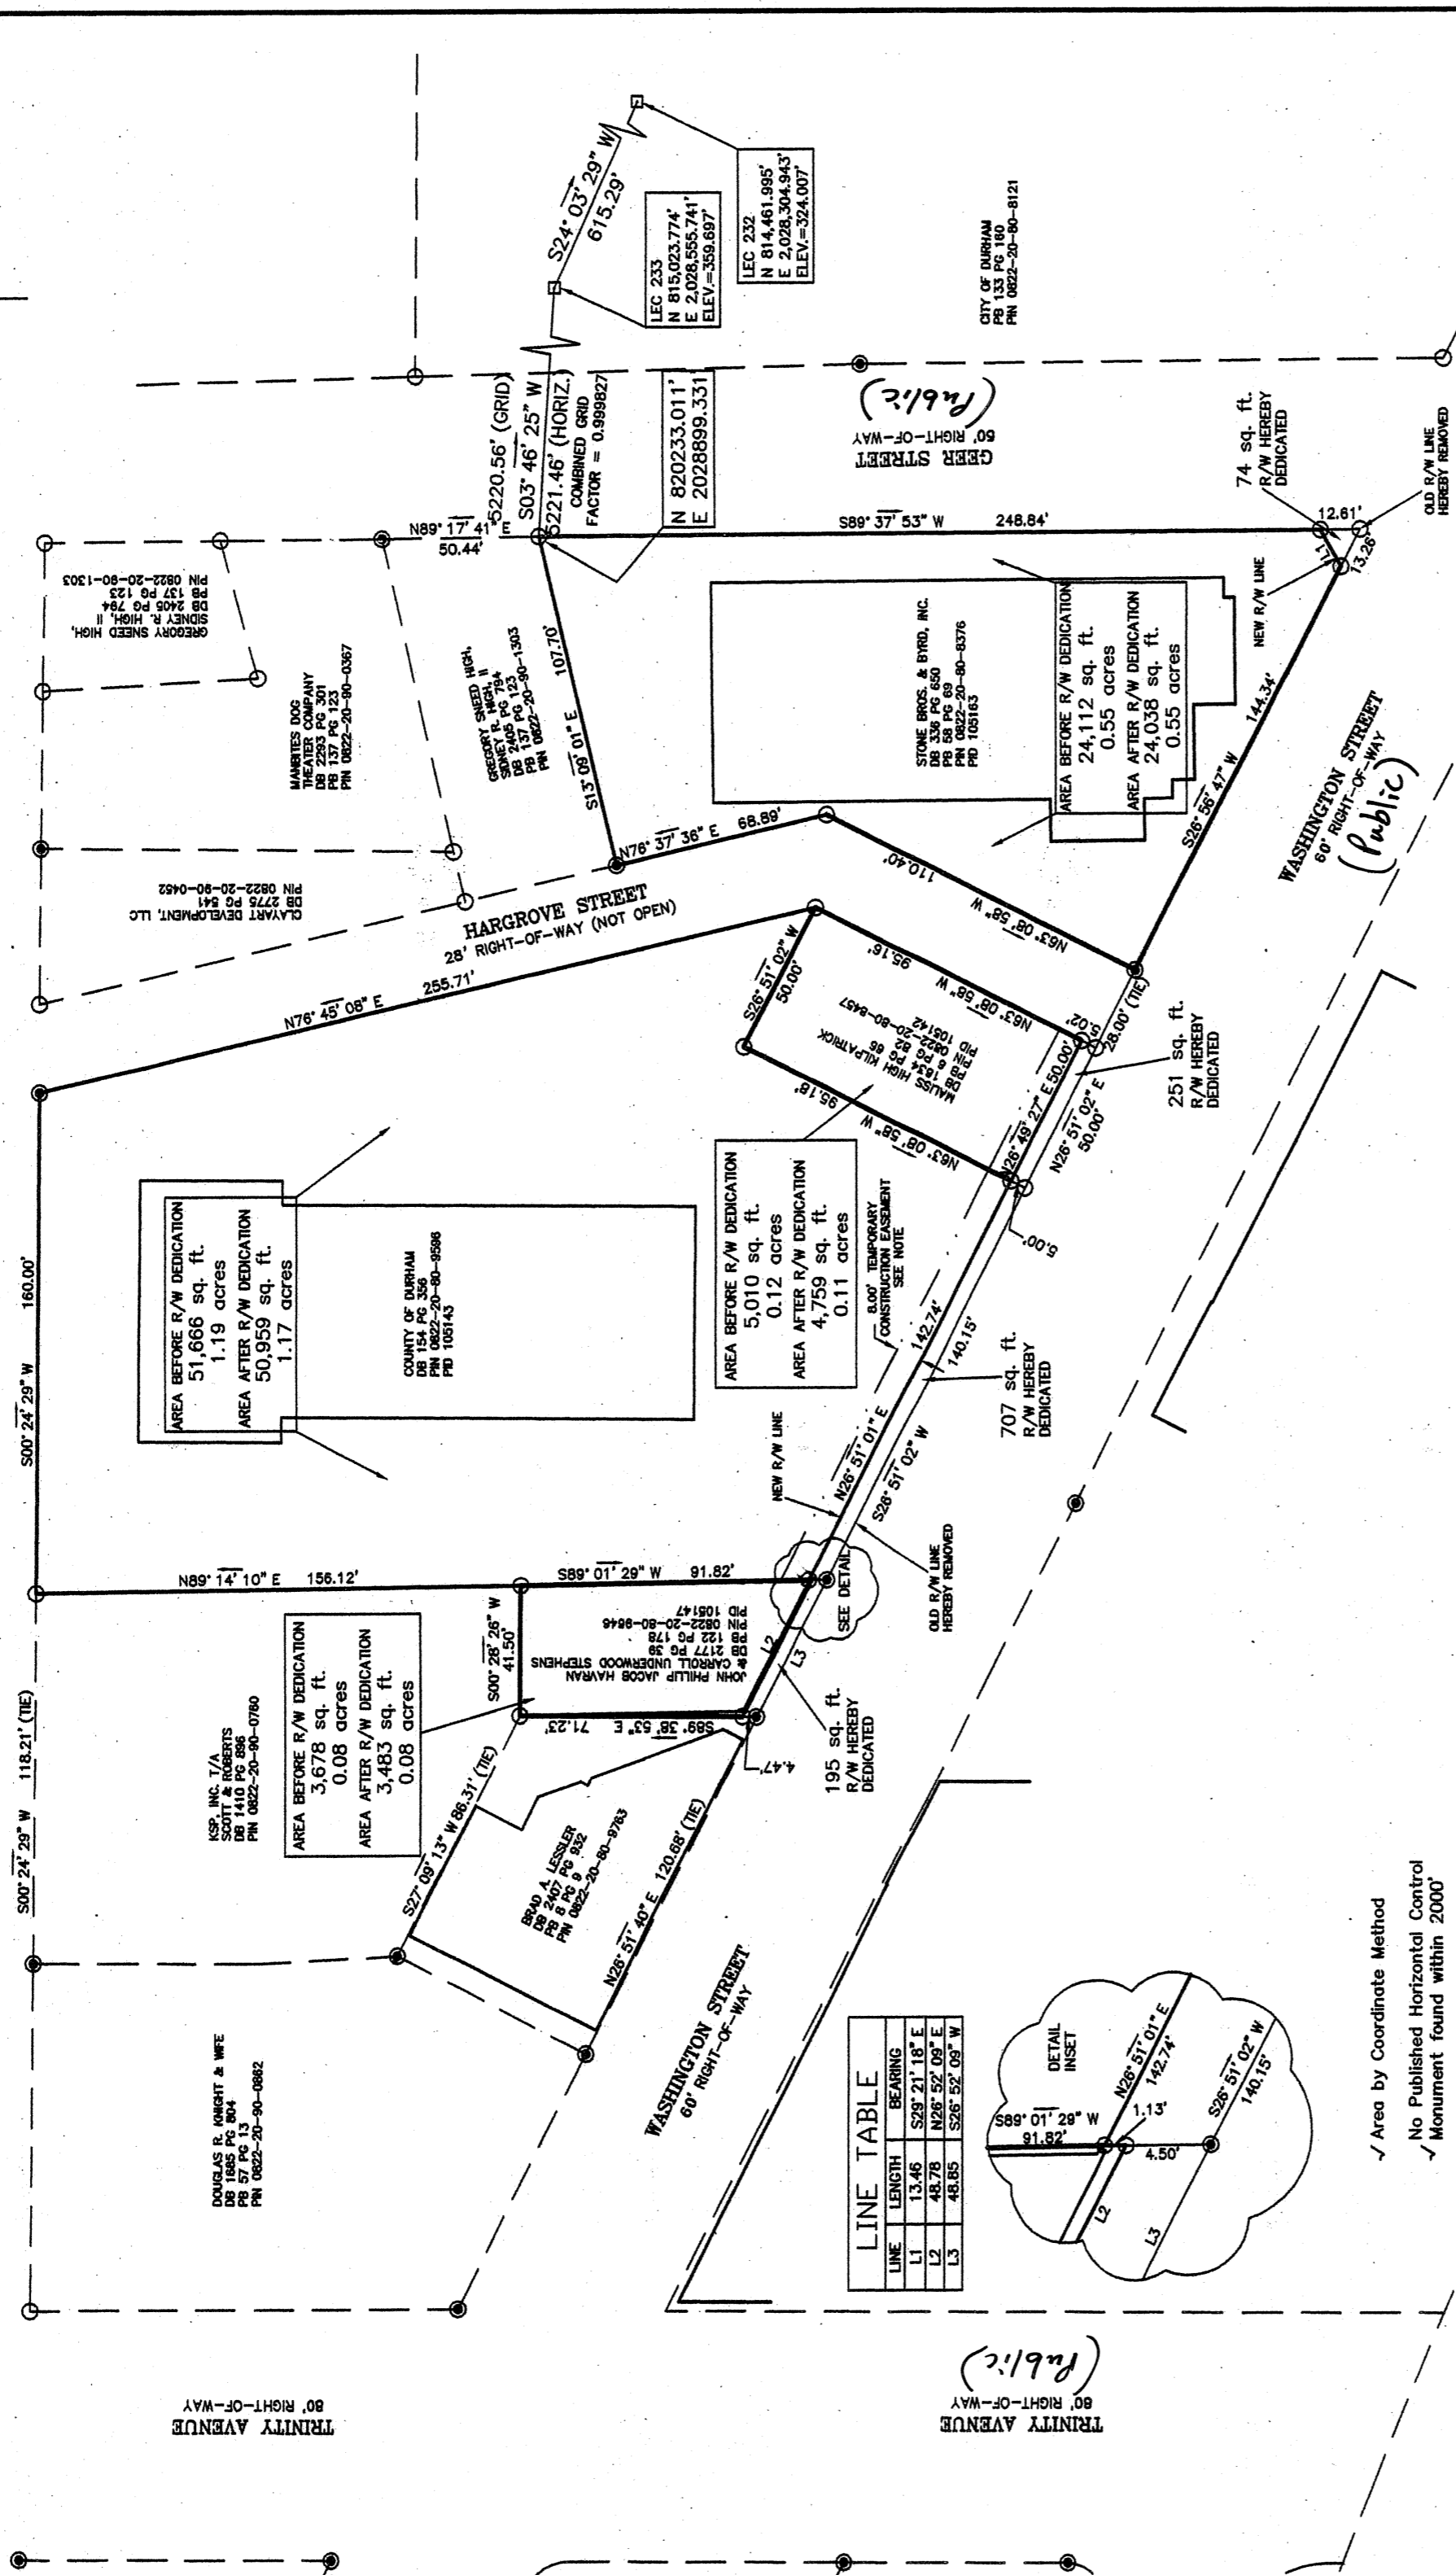 S24° 03' 29" W
615.29'
LEC 233
N 815,023.774'
E 2,028,555.741'
ELEV.=359.697'
LEC 232
N 814,461.995'
E 2,028,304.943'
ELEV.=324.007'
CITY OF DURHAM
PB 133 PG 160
PIN 0822-20-80-8121
5220.56' (GRID)
S03° 46' 25" W
5221.46' (HORIZ.)
COMBINED GRID
FACTOR = 0.999827
N 820233.011'
E 2028899.331'
GEER STREET
50' RIGHT-OF-WAY
(Public)
N89° 17' 41" E
50.44'
S89° 37' 53" W 248.84'
74 sq. ft.
R/W HEREBY
DEDICATED
12.61'
13.26'
L1
OLD R/W LINE
HEREBY REMOVED
NEW R/W LINE
GREGORY SNEED HIGH,
SIDNEY R. HIGH, II
DB 2405 PG 794
PB 137 PG 123
PIN 0822-20-90-1303
MANBITES DOG
THEATER COMPANY
DB 2293 PG 301
PB 137 PG 123
PIN 0822-20-90-0367
GREGORY SNEED HIGH,
SIDNEY R. HIGH, II
DB 2405 PG 794
PB 137 PG 123
PIN 0822-20-90-1303
S13° 09' 01" E 107.70'
STONE BROS. & BYRD, INC.
DB 336 PG 650
PB 58 PG 69
PIN 0822-20-80-8376
PID 105163
AREA BEFORE R/W DEDICATION
24,112 sq. ft.
0.55 acres
AREA AFTER R/W DEDICATION
24,038 sq. ft.
0.55 acres
144.34'
S26° 56' 47" W
WASHINGTON STREET
60' RIGHT-OF-WAY
(Public)
CLAYART DEVELOPMENT, LLC
DB 2775 PG 541
PIN 0822-20-90-0452
HARGROVE STREET
28' RIGHT-OF-WAY (NOT OPEN)
N76° 37' 36" E 68.89'
N63° 08' 58" W 110.40'
N76° 45' 08" E 255.71'
S26° 51' 02" W
50.00'
N63° 08' 58" W 95.16'
5.02'
28.00' (TIE)
MALISS HIGH KILPATRICK
DB 1834 PG 82
PB 6 PG 66
PIN 0822-20-80-8457
PID 105142
N63° 08' 58" W 95.18'
N26° 49' 27" E 50.00'
N26° 51' 02" E
50.00'
251 sq. ft.
R/W HEREBY
DEDICATED
5.00'
S00° 24' 29" W 160.00'
AREA BEFORE R/W DEDICATION
51,666 sq. ft.
1.19 acres
AREA AFTER R/W DEDICATION
50,959 sq. ft.
1.17 acres
COUNTY OF DURHAM
DB 154 PG 356
PIN 0822-20-80-9598
PID 105143
AREA BEFORE R/W DEDICATION
5,010 sq. ft.
0.12 acres
AREA AFTER R/W DEDICATION
4,759 sq. ft.
0.11 acres
8.00' TEMPORARY
CONSTRUCTION EASEMENT
SEE NOTE
NEW R/W LINE
N26° 51' 01" E 142.74'
S26° 51' 02" W 140.15'
707 sq. ft.
R/W HEREBY
DEDICATED
OLD R/W LINE
HEREBY REMOVED
SEE DETAIL
N89° 14' 10" E 156.12'
S89° 01' 29" W 91.82'
S00° 28' 26" W
41.50'
JOHN PHILLIP JACOB HAVRAN
& CARROLL UNDERWOOD STEPHENS
DB 2177 PG 39
PB 122 PG 178
PIN 0822-20-80-9646
PID 105147
L2
L3
S89° 38' 53" E 71.23'
4.47'
195 sq. ft.
R/W HEREBY
DEDICATED
S00° 24' 29" W 118.21' (TIE)
KSP, INC. T/A
SCOTT & ROBERTS
DB 1410 PG 896
PIN 0822-20-90-0780
AREA BEFORE R/W DEDICATION
3,678 sq. ft.
0.08 acres
AREA AFTER R/W DEDICATION
3,483 sq. ft.
0.08 acres
S27° 09' 13" W 86.31' (TIE)
BRAD A. LESSLER
DB 2407 PG 932
PB 8 PG 9
PIN 0822-20-80-9763
N26° 51' 40" E 120.68' (TIE)
WASHINGTON STREET
60' RIGHT-OF-WAY
DOUGLAS R. KNIGHT & WIFE
DB 1685 PG 804
PB 57 PG 13
PIN 0822-20-90-0862
LINE TABLE
LINE LENGTH BEARING
L1 13.46 S29° 21' 18" E
L2 48.78 N26° 52' 09" E
L3 48.85 S26° 52' 09" W
DETAIL
INSET
S89° 01' 29" W
91.82'
N26° 51' 01" E
142.74'
1.13'
4.50'
S26° 51' 02" W
140.15'
L2
L3
√ Area by Coordinate Method
√ No Published Horizontal Control
Monument found within 2000'
TRINITY AVENUE
80' RIGHT-OF-WAY
TRINITY AVENUE
80' RIGHT-OF-WAY
(Public)